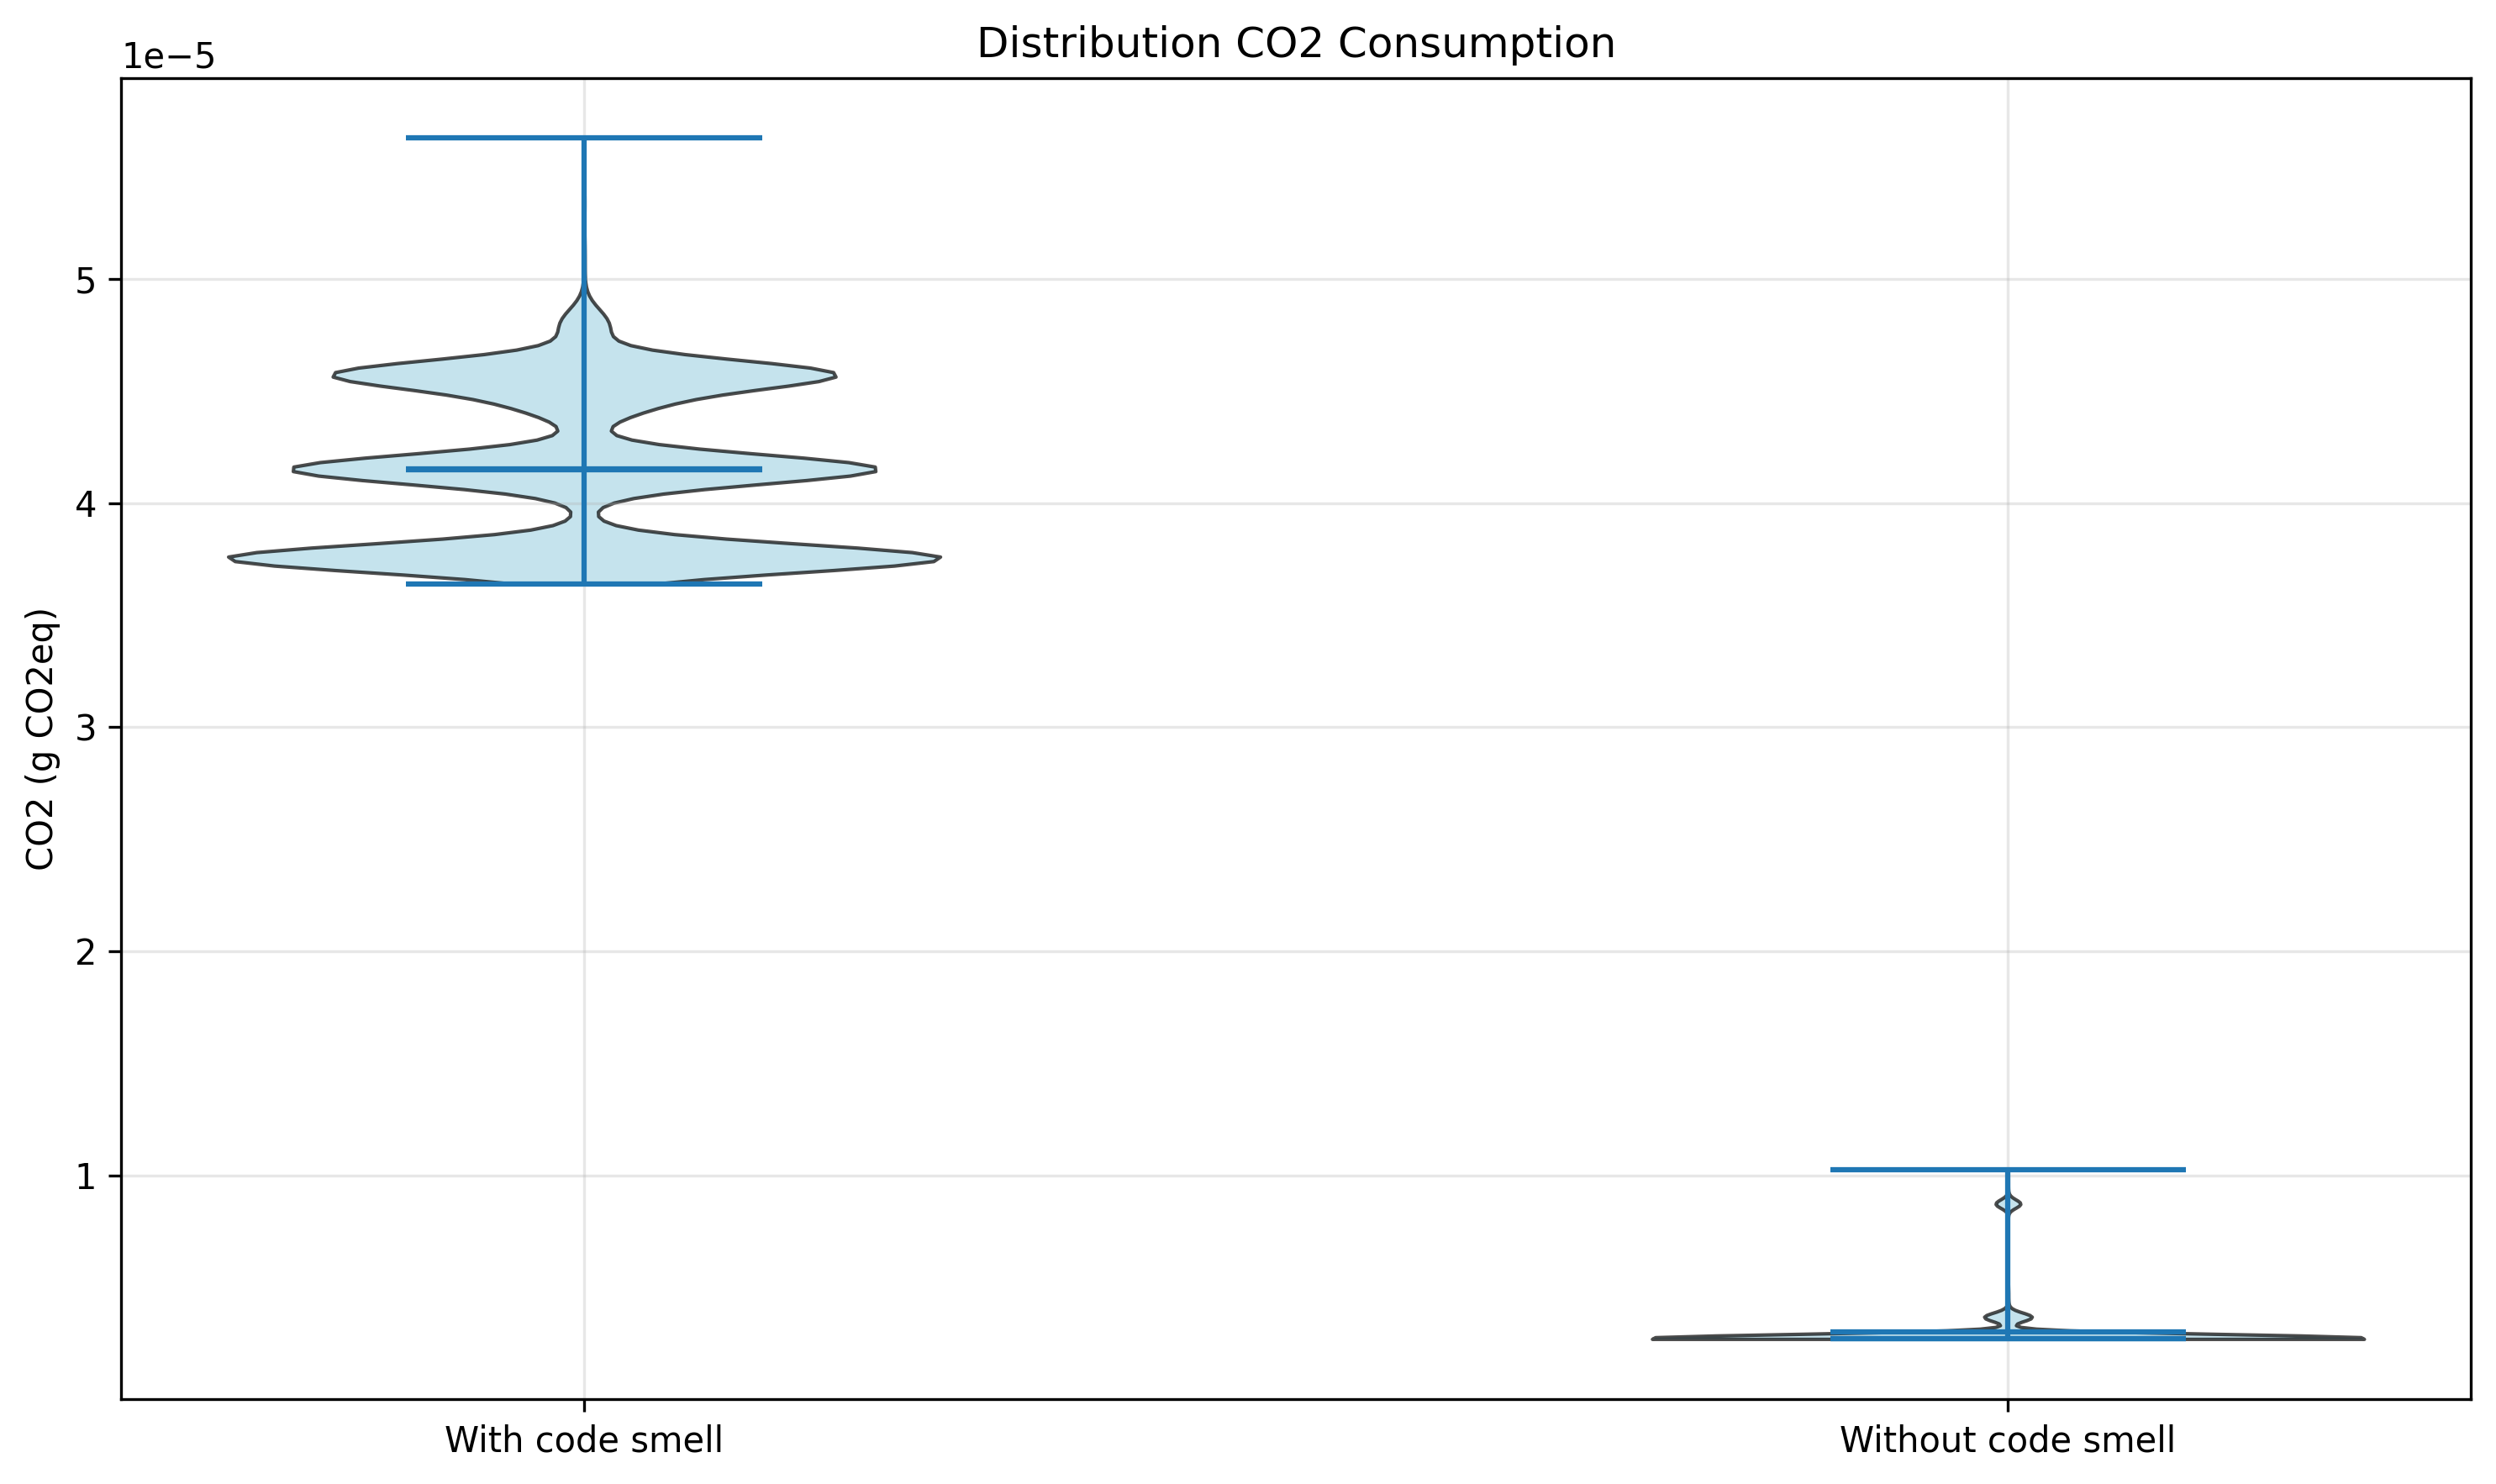 Distribution CO2 Consumption
1e−5
CO2 (g CO2eq)
5
4
3
2
1
With code smell
Without code smell